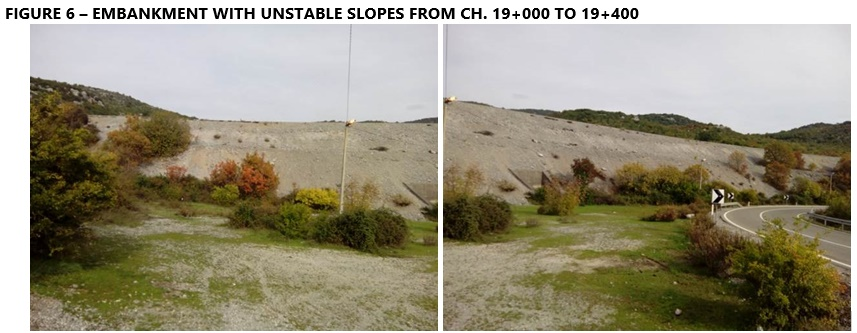 FIGURE 6 – EMBANKMENT WITH UNSTABLE SLOPES FROM CH. 19+000 TO 19+400